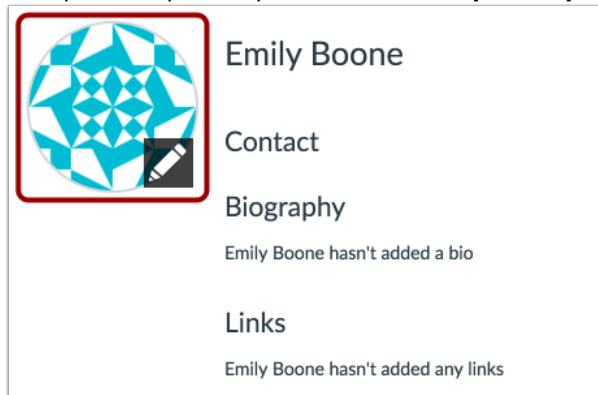 Emily Boone
Contact
Biography
Emily Boone hasn't added a bio
Links
Emily Boone hasn't added any links